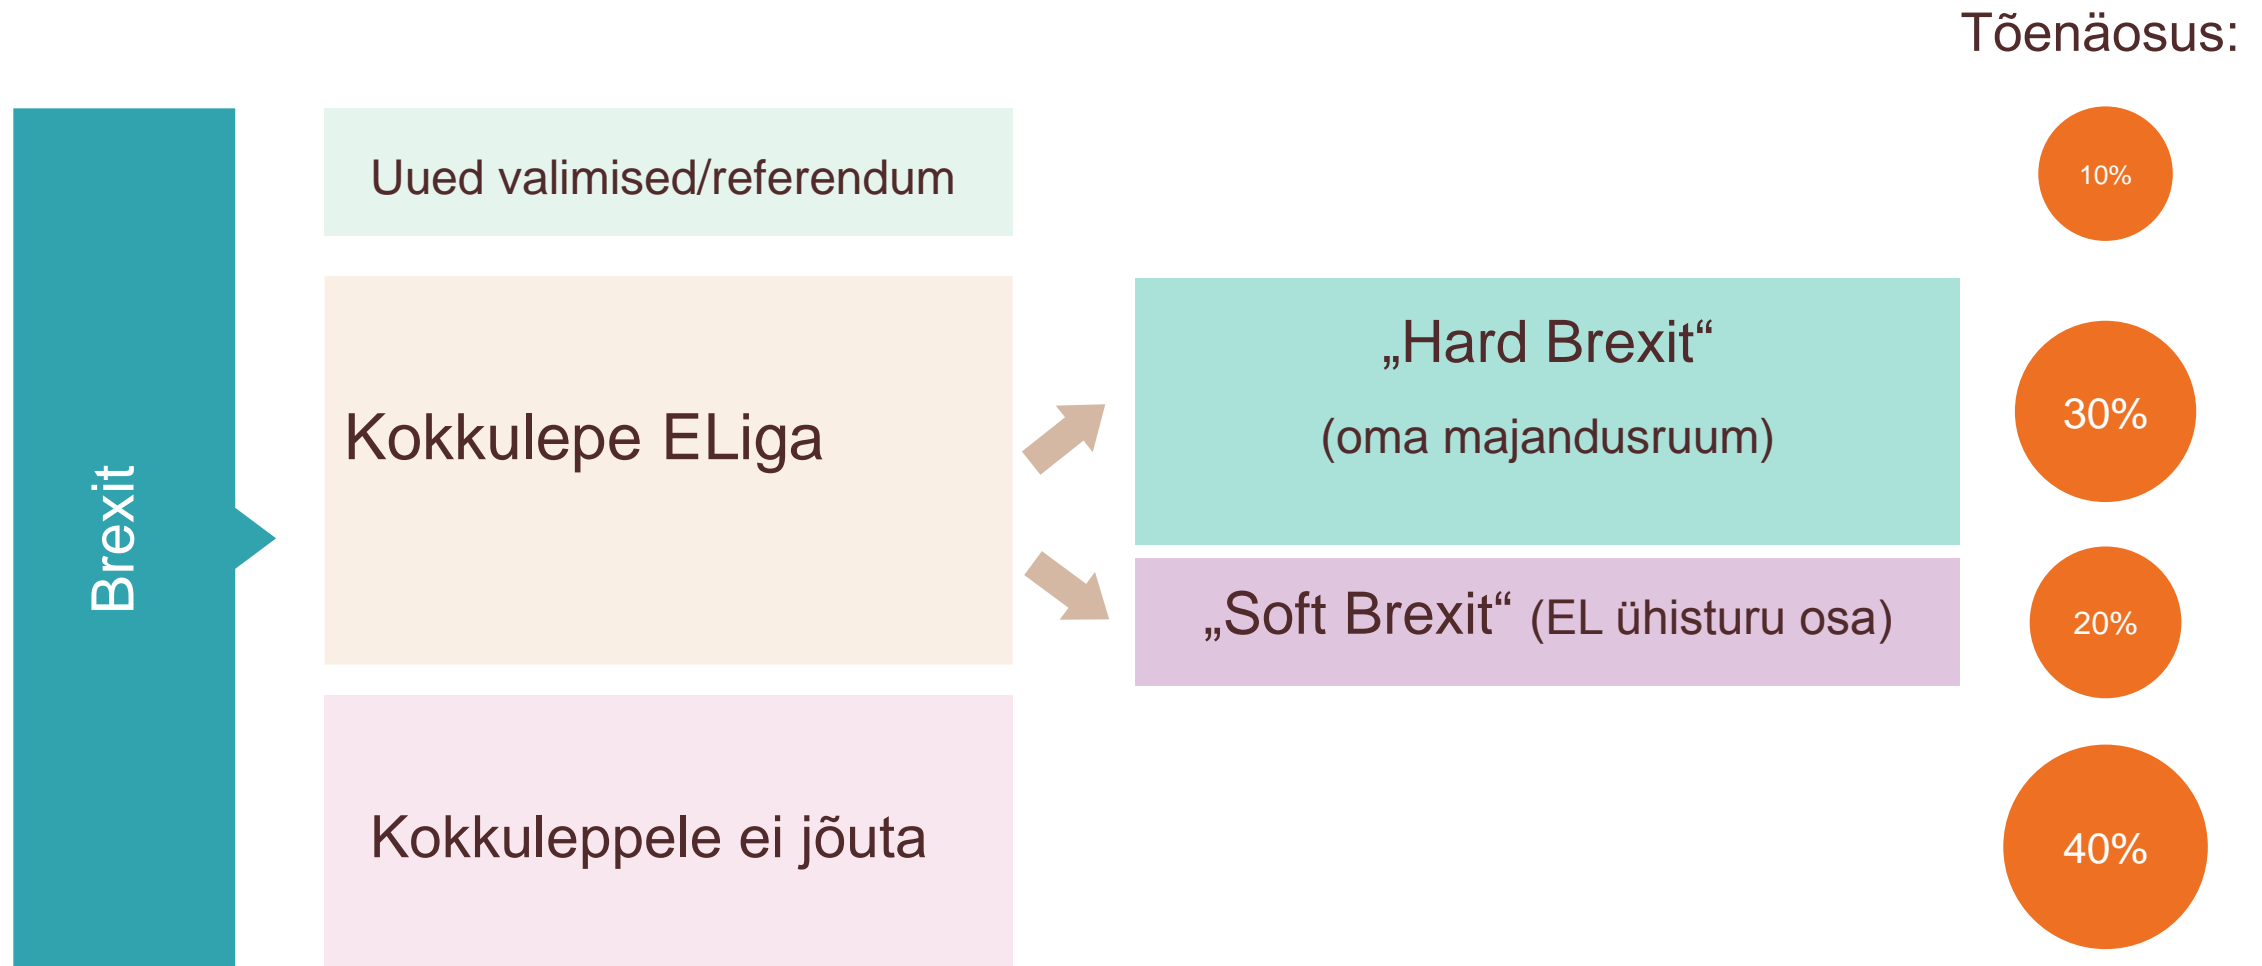 Tõenäosus:
Brexit
Uued valimised/referendum
10%
Kokkulepe ELiga
„Hard Brexit“
(oma majandusruum)
30%
„Soft Brexit“ (EL ühisturu osa)
20%
Kokkuleppele ei jõuta
40%